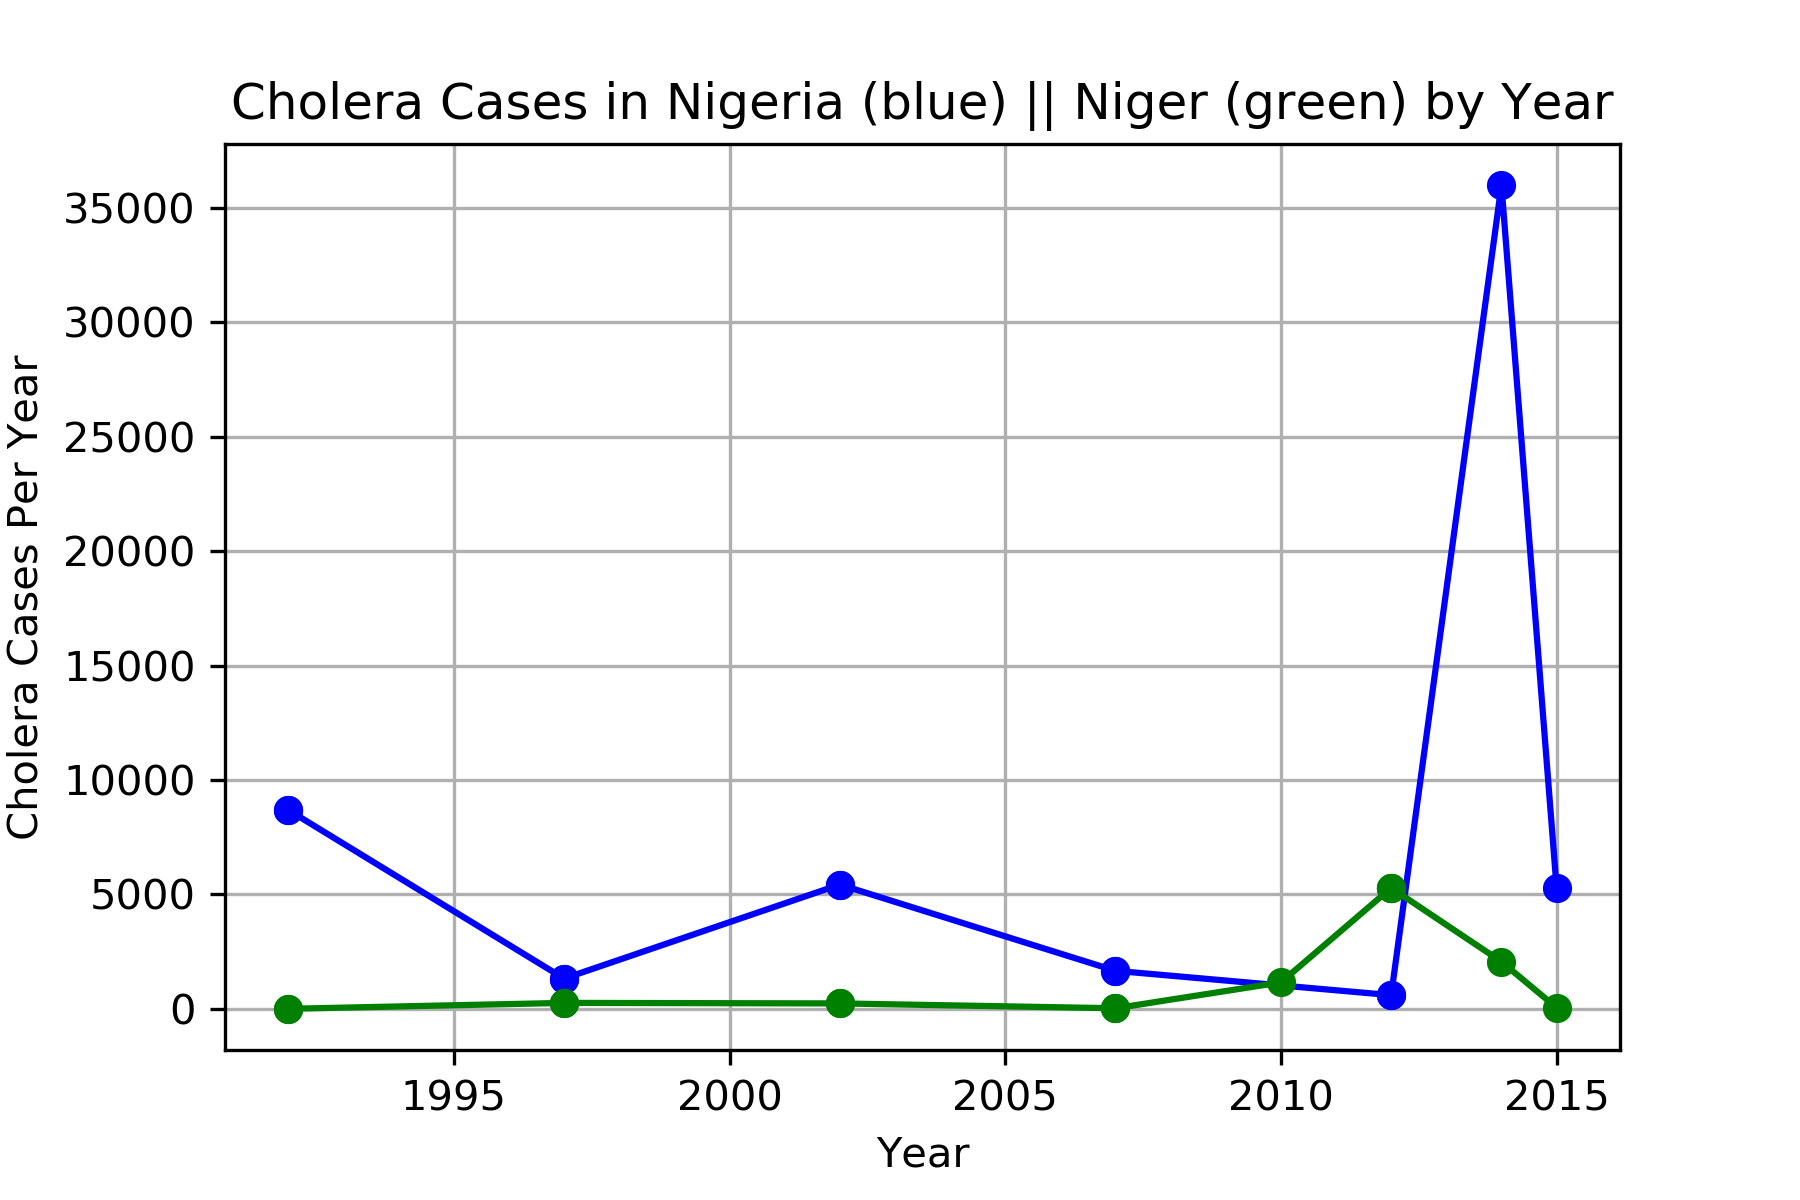 Cholera Cases in Nigeria (blue) || Niger (green) by Year
Cholera Cases Per Year
35000
30000
25000
20000
15000
10000
5000
0
1995 2000 2005 2010 2015
Year